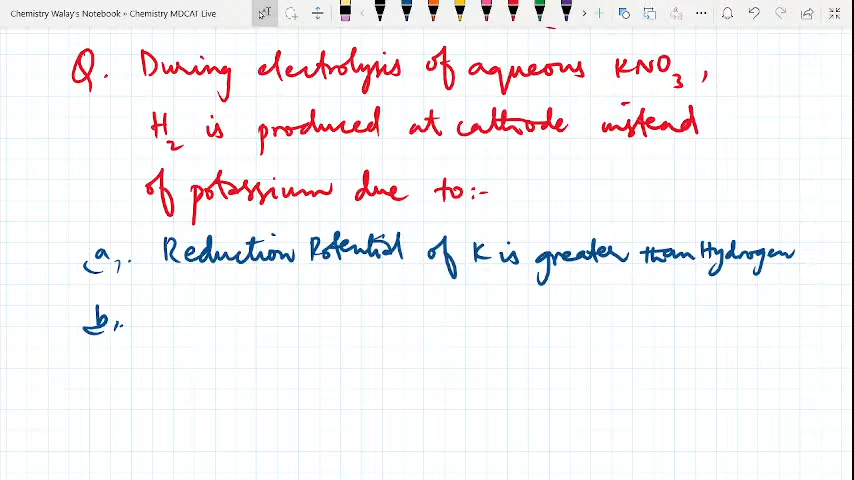 Chemistry Walay's Notebook » Chemistry MDCAT Live
Q. During electrolysis of aqueous KNO3,
H2 is produced at cathode instead
of potassium due to:-
a,. Reduction Potential of K is greater than Hydrogen
b,.